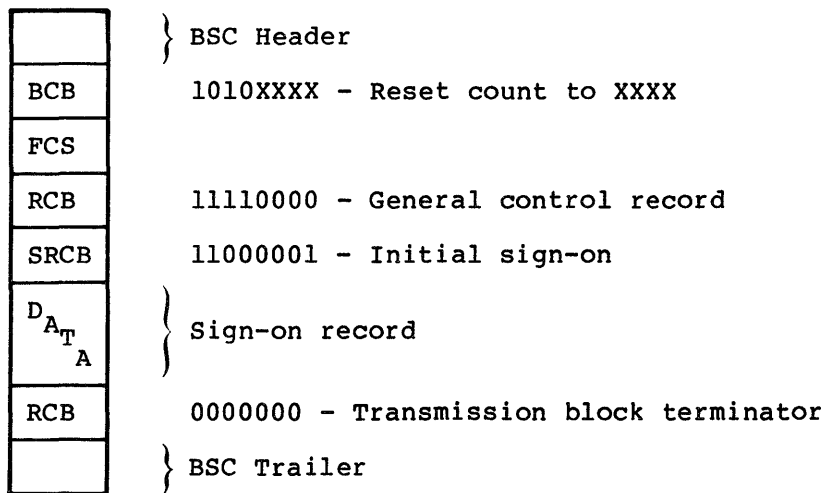 } BSC Header
BCB 1010XXXX - Reset count to XXXX
FCS
RCB 11110000 - General control record
SRCB 11000001 - Initial sign-on
DATA } Sign-on record
RCB 0000000 - Transmission block terminator
} BSC Trailer